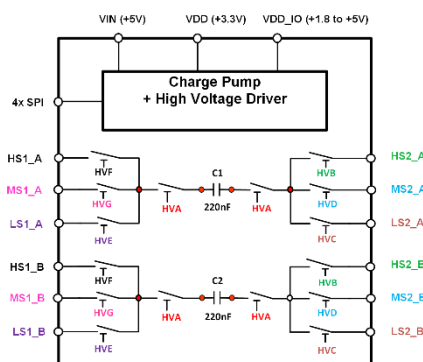 VIN (+5V) VDD (+3.3V) VDD_IO (+1.8 to +5V)
Charge Pump
+ High Voltage Driver
4x SPI
HS1_A HVF HVB HS2_A
C1
MS1_A HVG HVA 220nF HVA HVD MS2_A
LS1_A HVE HVC LS2_A
HS1_B HVF HVB HS2_B
C2
MS1_B HVG HVA 220nF HVA HVD MS2_B
LS1_B HVE HVC LS2_B